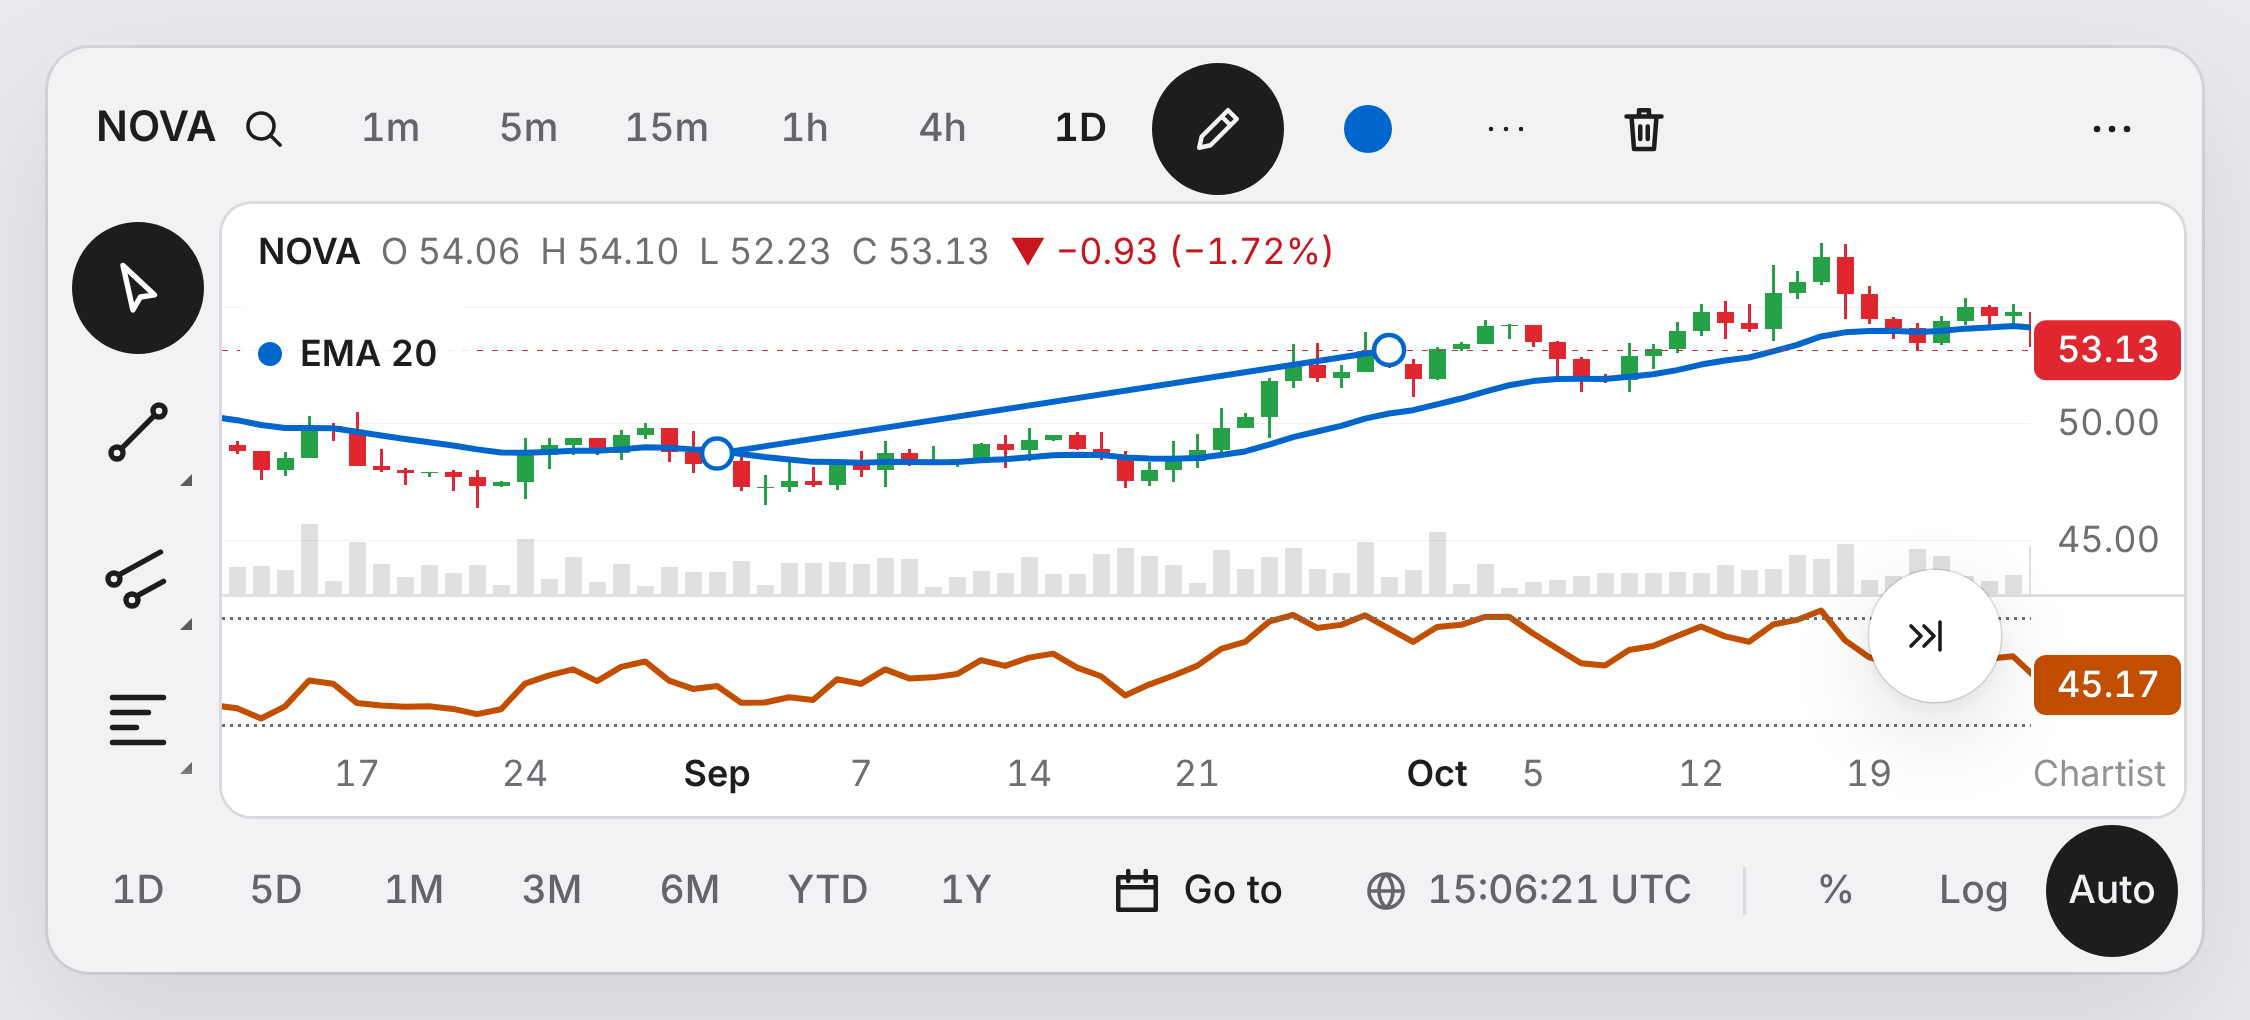 NOVA 1m 5m 15m 1h 4h 1D
NOVA O 54.06 H 54.10 L 52.23 C 53.13 ▼ −0.93 (−1.72%)
EMA 20
53.13
50.00
45.00
45.17
17 24 Sep 7 14 21 Oct 5 12 19 Chartist
1D 5D 1M 3M 6M YTD 1Y Go to 15:06:21 UTC % Log Auto